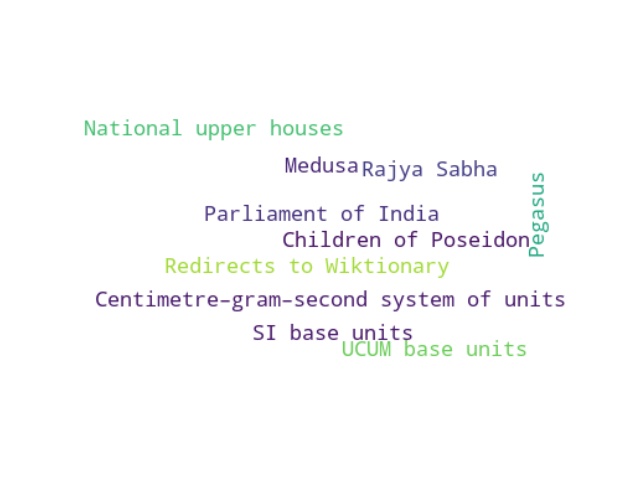 National upper houses
Medusa
Rajya Sabha
Pegasus
Parliament of India
Children of Poseidon
Redirects to Wiktionary
Centimetre–gram–second system of units
SI base units
UCUM base units